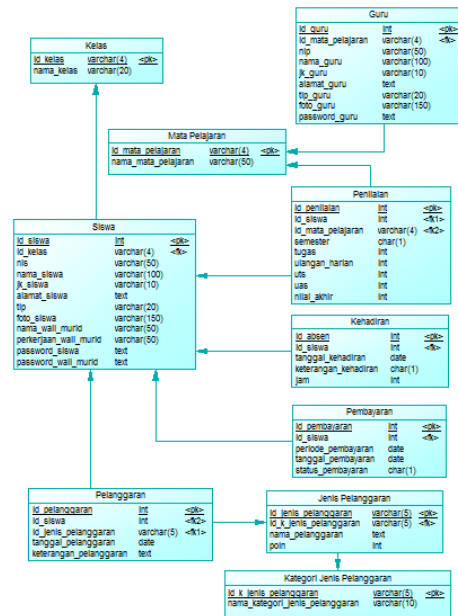 Guru
id_guru int <pk>
id_mata_pelajaran varchar(4) <fk>
nip varchar(50)
nama_guru varchar(100)
jk_guru varchar(10)
alamat_guru text
tlp_guru varchar(20)
foto_guru varchar(150)
password_guru text
Kelas
id_kelas varchar(4) <pk>
nama_kelas varchar(20)
Mata Pelajaran
id_mata_pelajaran varchar(4) <pk>
nama_mata_pelajaran varchar(50)
Penilaian
id_penilaian int <pk>
id_siswa int <fk1>
id_mata_pelajaran varchar(4) <fk2>
semester char(1)
tugas int
ulangan_harian int
uts int
uas int
nilai_akhir int
Siswa
id_siswa int <pk>
id_kelas varchar(4) <fk>
nis varchar(50)
nama_siswa varchar(100)
jk_siswa varchar(10)
alamat_siswa text
tlp varchar(20)
foto_siswa varchar(150)
nama_wali_murid varchar(50)
perkerjaan_wali_murid varchar(50)
password_siswa text
password_wali_murid text
Kehadiran
id_absen int <pk>
id_siswa int <fk>
tanggal_kehadiran date
keterangan_kehadiran char(1)
jam int
Pembayaran
id_pembayaran int <pk>
id_siswa int <fk>
periode_pembayaran date
tanggal_pembayaran date
status_pembayaran char(1)
Pelanggaran
id_pelanggaran int <pk>
id_siswa int <fk2>
id_jenis_pelanggaran varchar(5) <fk1>
tanggal_pelanggaran date
keterangan_pelanggaran text
Jenis Pelanggaran
id_jenis_pelanggaran varchar(5) <pk>
id_k_jenis_pelanggaran varchar(5) <fk>
nama_pelanggaran text
poin int
Kategori Jenis Pelanggaran
id_k_jenis_pelanggaran varchar(5) <pk>
nama_kategori_jenis_pelanggaran varchar(10)